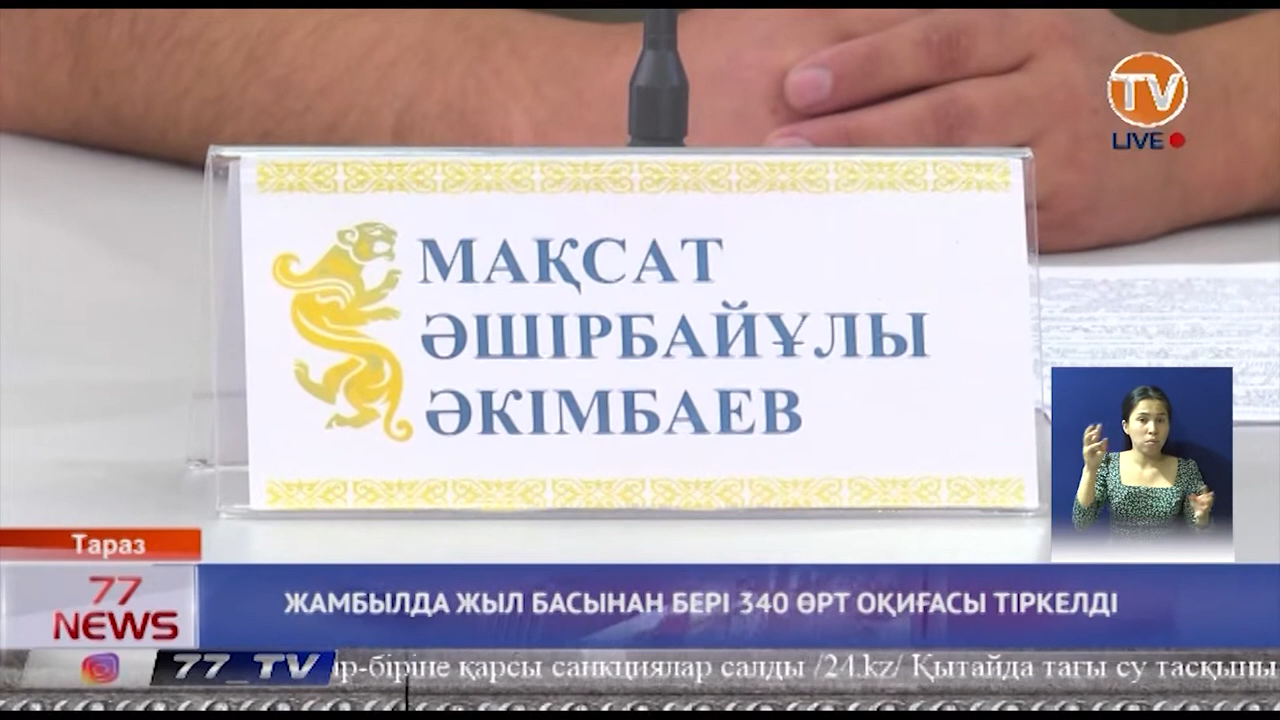 TV
LIVE
МАҚСАТ
ӘШІРБАЙҰЛЫ
ӘКІМБАЕВ
Тараз
77
NEWS
ЖАМБЫЛДА ЖЫЛ БАСЫНАН БЕРІ 340 ӨРТ ОҚИҒАСЫ ТІРКЕЛДІ
77_TV
ір-біріне қарсы санкциялар салды /24.kz/ Қытайда тағы су тасқыны